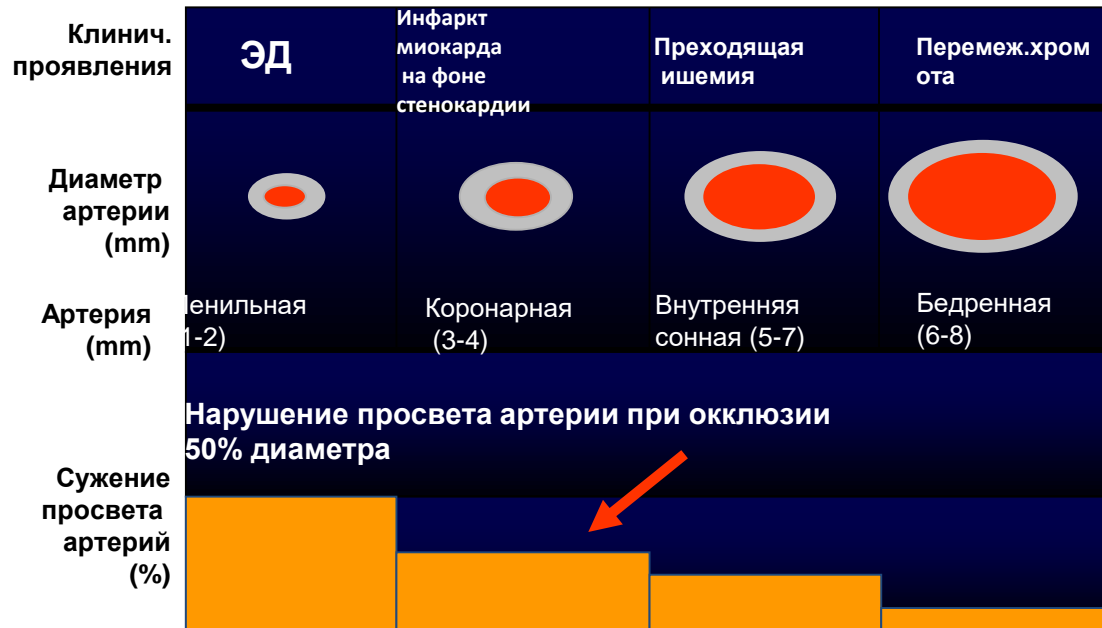 Клинич.
проявления
ЭД
Инфаркт
миокарда
на фоне
стенокардии
Преходящая
ишемия
Перемеж.хром
ота
Диаметр
артерии
(mm)
Артерия
(mm)
Пенильная
1-2)
Коронарная
(3-4)
Внутренняя
сонная (5-7)
Бедренная
(6-8)
Нарушение просвета артерии при окклюзии
50% диаметра
Сужение
просвета
артерий
(%)